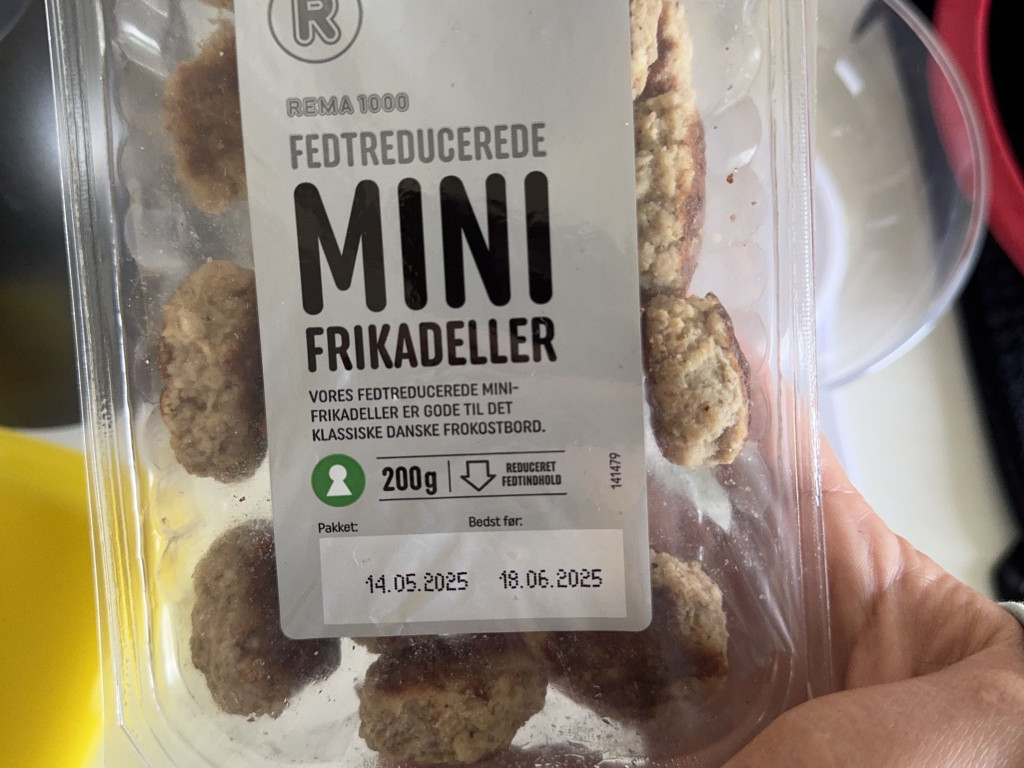 R
REMA 1000
FEDTREDUCEREDE
MINI
FRIKADELLER
VORES FEDTREDUCEREDE MINI-
FRIKADELLER ER GODE TIL DET
KLASSISKE DANSKE FROKOSTBORD.
200g REDUCERET
FEDTINDHOLD
141479
Pakket: Bedst før:
14.05.2025 18.06.2025